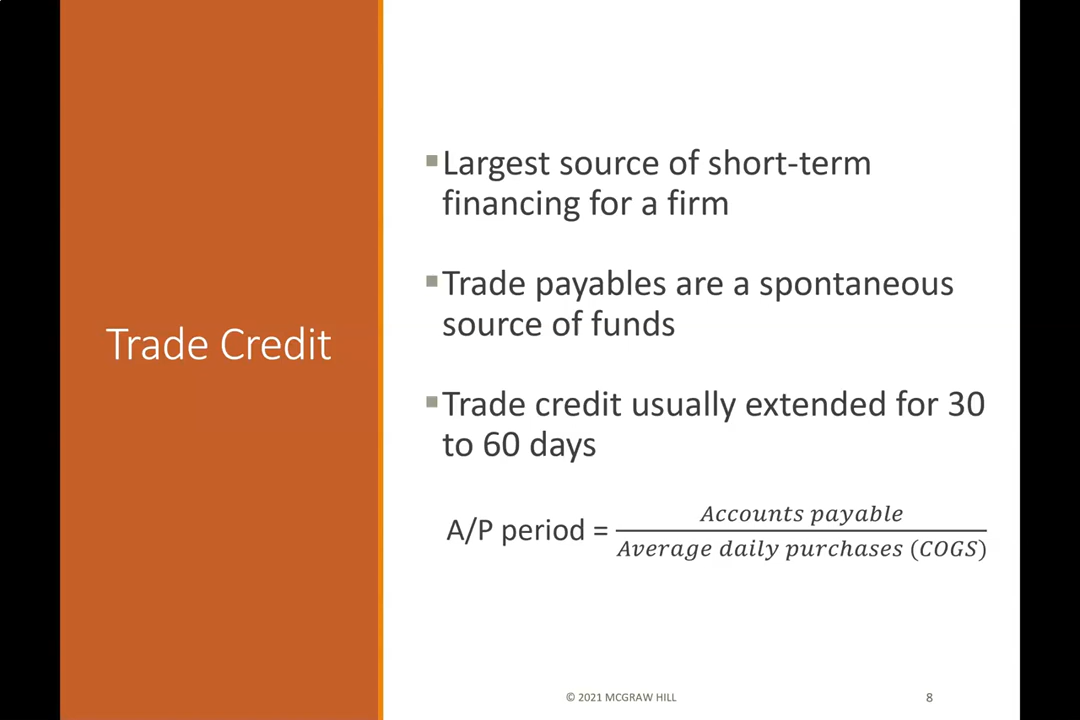 Trade Credit
▪Largest source of short-term
financing for a firm
▪Trade payables are a spontaneous
source of funds
▪Trade credit usually extended for 30
to 60 days
A/P period = Accounts payable
Average daily purchases (COGS)
© 2021 MCGRAW HILL
8